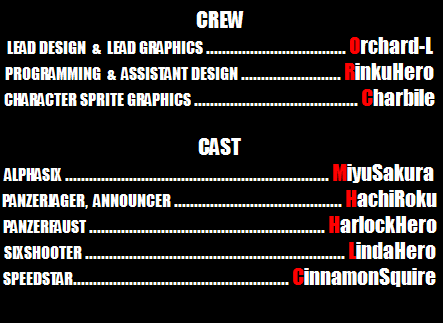 CREW
LEAD DESIGN & LEAD GRAPHICS ................................... Orchard-L
PROGRAMMING & ASSISTANT DESIGN ......................... RinkuHero
CHARACTER SPRITE GRAPHICS ......................................... Charbile
CAST
ALPHASIX .................................................................. MiyuSakura
PANZERJAGER, ANNOUNCER .......................................... HachiRoku
PANZERFAUST ........................................................... HarlockHero
SIXSHOOTER ................................................................. LindaHero
SPEEDSTAR...................................................... CinnamonSquire